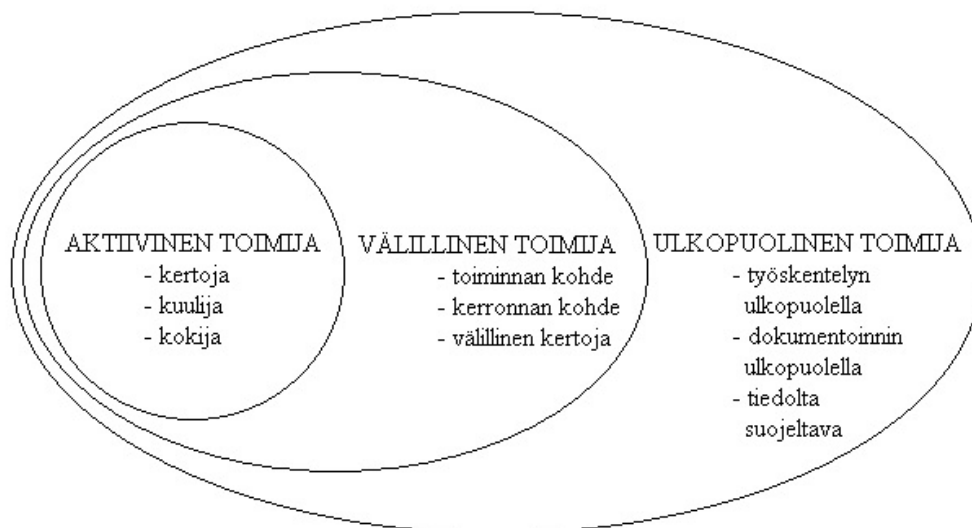 AKTIIVINEN TOIMIJA
- kertoja
- kuulija
- kokija
VÄLILLINEN TOIMIJA
- toiminnan kohde
- kerronnan kohde
- välillinen kertoja
ULKOPUOLINEN TOIMIJA
- työskentelyn
ulkopuolella
- dokumentoinnin
ulkopuolella
- tiedolta
suojeltava